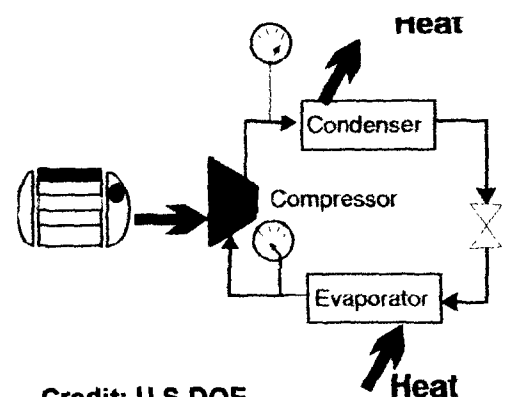 Heat
Condenser
Compressor
Evaporator
Heat
Credit: U.S.DOE